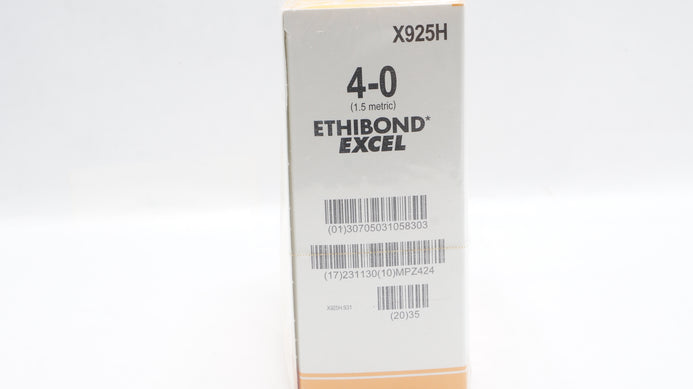 X925H
4-0
(1.5 metric)
ETHIBOND*
EXCEL
(01)30705031058303
(17)231130(10)MPZ424
X925H.931
(20)35